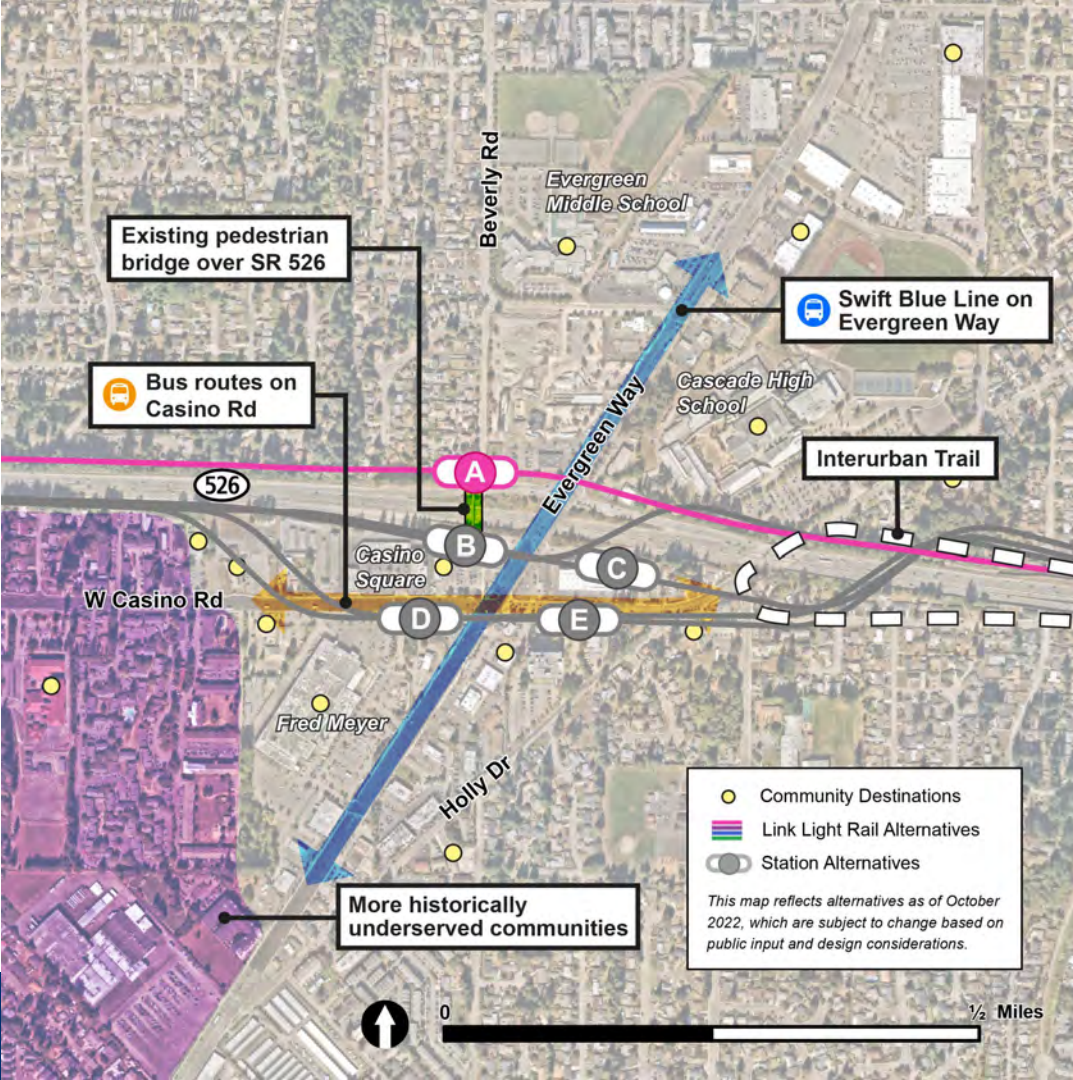 Beverly Rd
Evergreen
Middle School
Existing pedestrian
bridge over SR 526
Swift Blue Line on
Evergreen Way
Bus routes on
Casino Rd
Evergreen Way
Cascade High
School
Interurban Trail
A
526
B
Casino
Square
C
W Casino Rd
D
E
Fred Meyer
Holly Dr
Community Destinations
Link Light Rail Alternatives
Station Alternatives
This map reflects alternatives as of October
2022, which are subject to change based on
public input and design considerations.
More historically
underserved communities
0
½ Miles